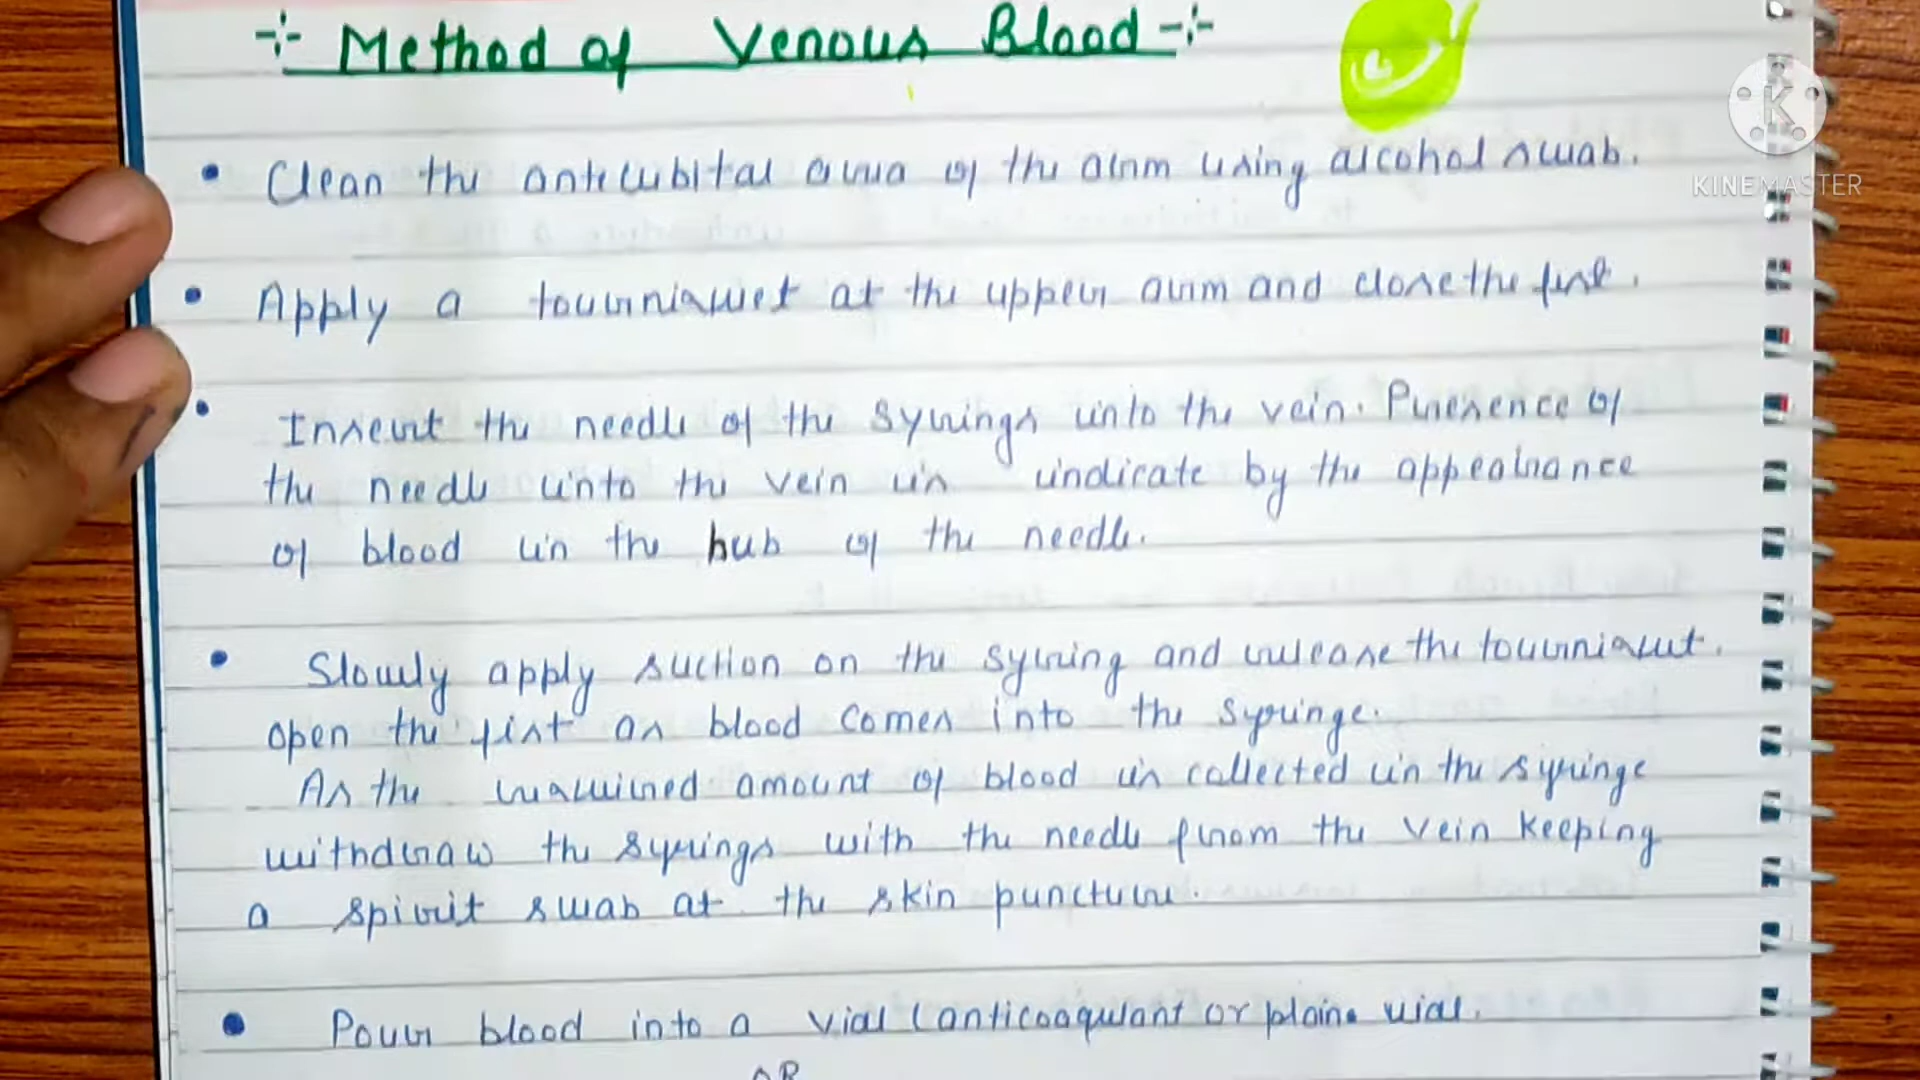 -:- Method of Venous Blood -:-
KINEMASTER
• Clean the antecubital area of the arm using alcohol swab.
• Apply a tourniquet at the upper arm and close the fist.
• Insert the needle of the syrings into the vein. Presence of
the needle into the vein is indicate by the appearance
of blood in the hub of the needle.
• Slowly apply suction on the syring and release the tourniquet.
open the fist as blood comes into the syringe.
As the required amount of blood is collected in the syringe
withdraw the syrings with the needle from the vein keeping
a spirit swab at the skin puncture.
• Pour blood into a vial (anticoagulant or plain vial.
OR